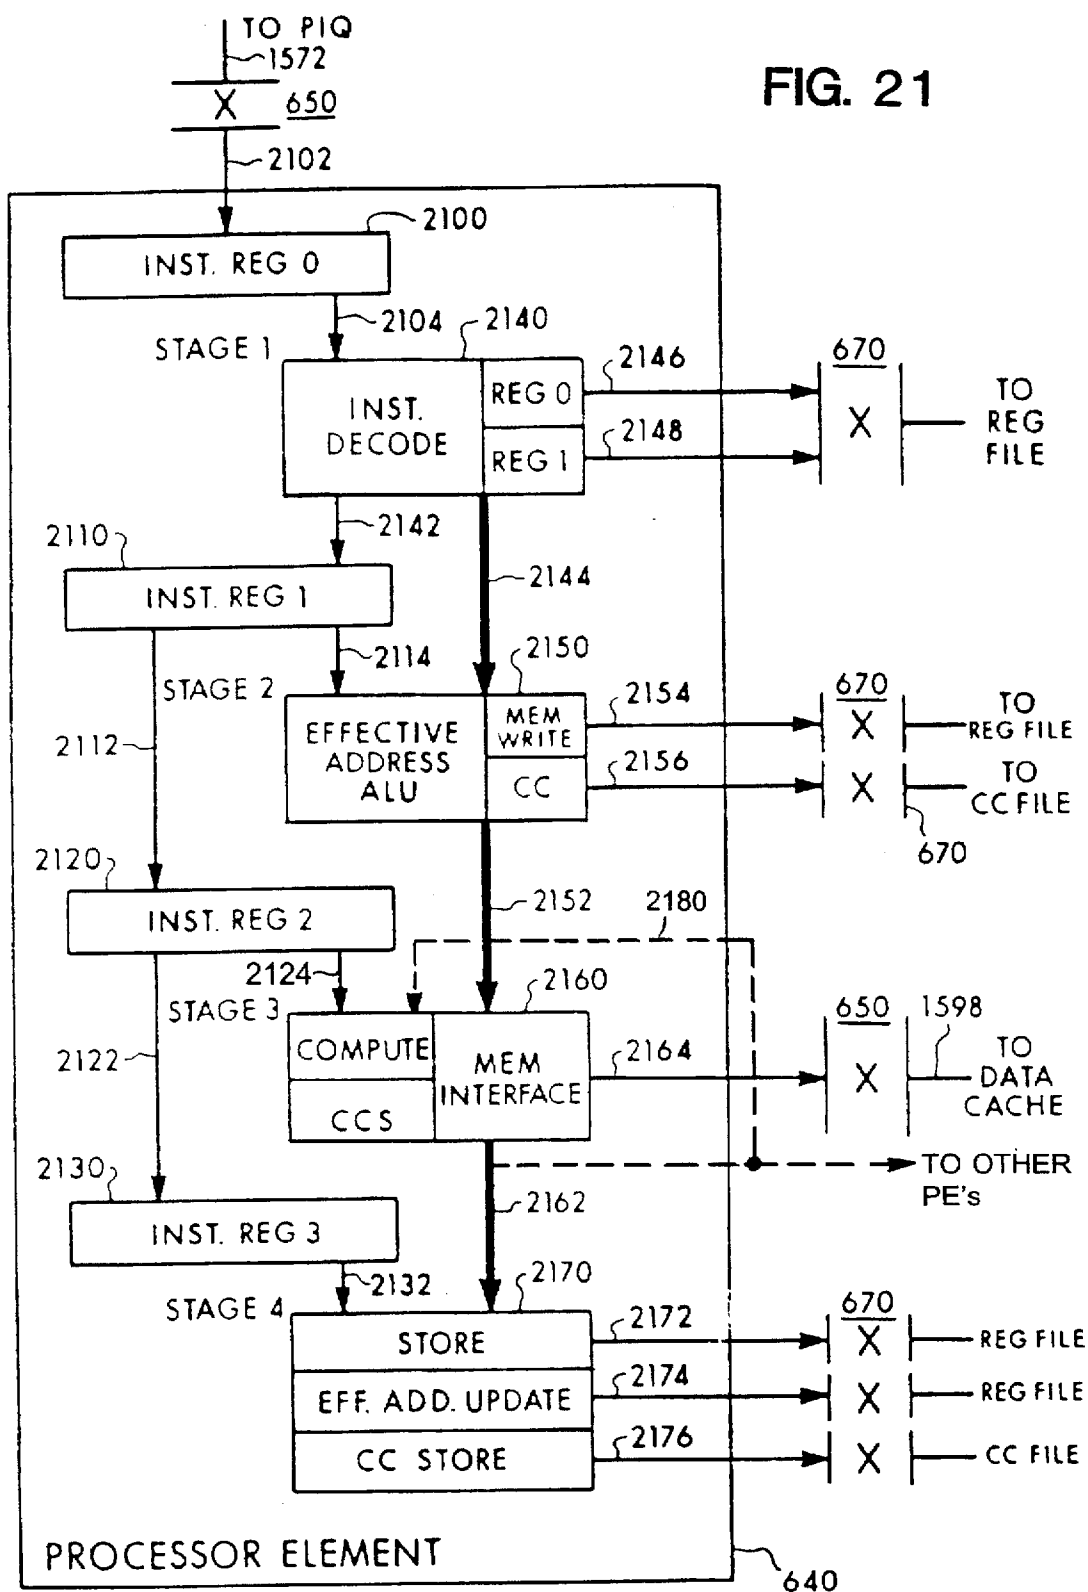 TO PIQ
1572
FIG. 21
X 650
2102
2100
INST. REG 0
2104
2140
STAGE 1
2146
670
REG 0
TO
REG
FILE
INST.
DECODE
X
2148
REG 1
2142
2110
2144
INST. REG 1
2114
2150
STAGE 2
2154
670
MEM
WRITE
X
TO
REG FILE
EFFECTIVE
ADDRESS
ALU
2112
2156
CC
X
TO
CC FILE
670
2120
2152
2180
INST. REG 2
2124
2160
STAGE 3
650
1598
COMPUTE
2164
MEM
INTERFACE
X
TO
DATA
CACHE
2122
CCS
2130
TO OTHER
PE's
2162
INST. REG 3
2132
2170
STAGE 4
670
STORE
2172
X
REG FILE
EFF. ADD. UPDATE
2174
X
REG FILE
CC STORE
2176
X
CC FILE
PROCESSOR ELEMENT
640